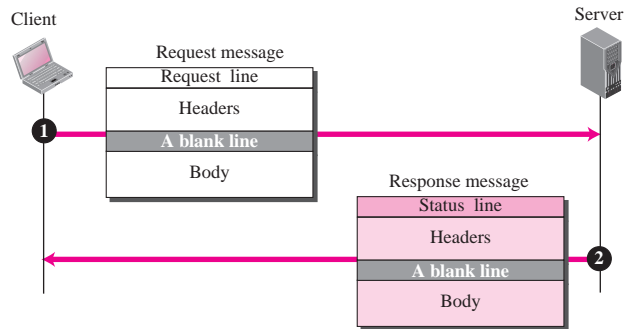 Client
Server
Request message
Request line
Headers
1
A blank line
Body
Response message
Status line
Headers
2
A blank line
Body